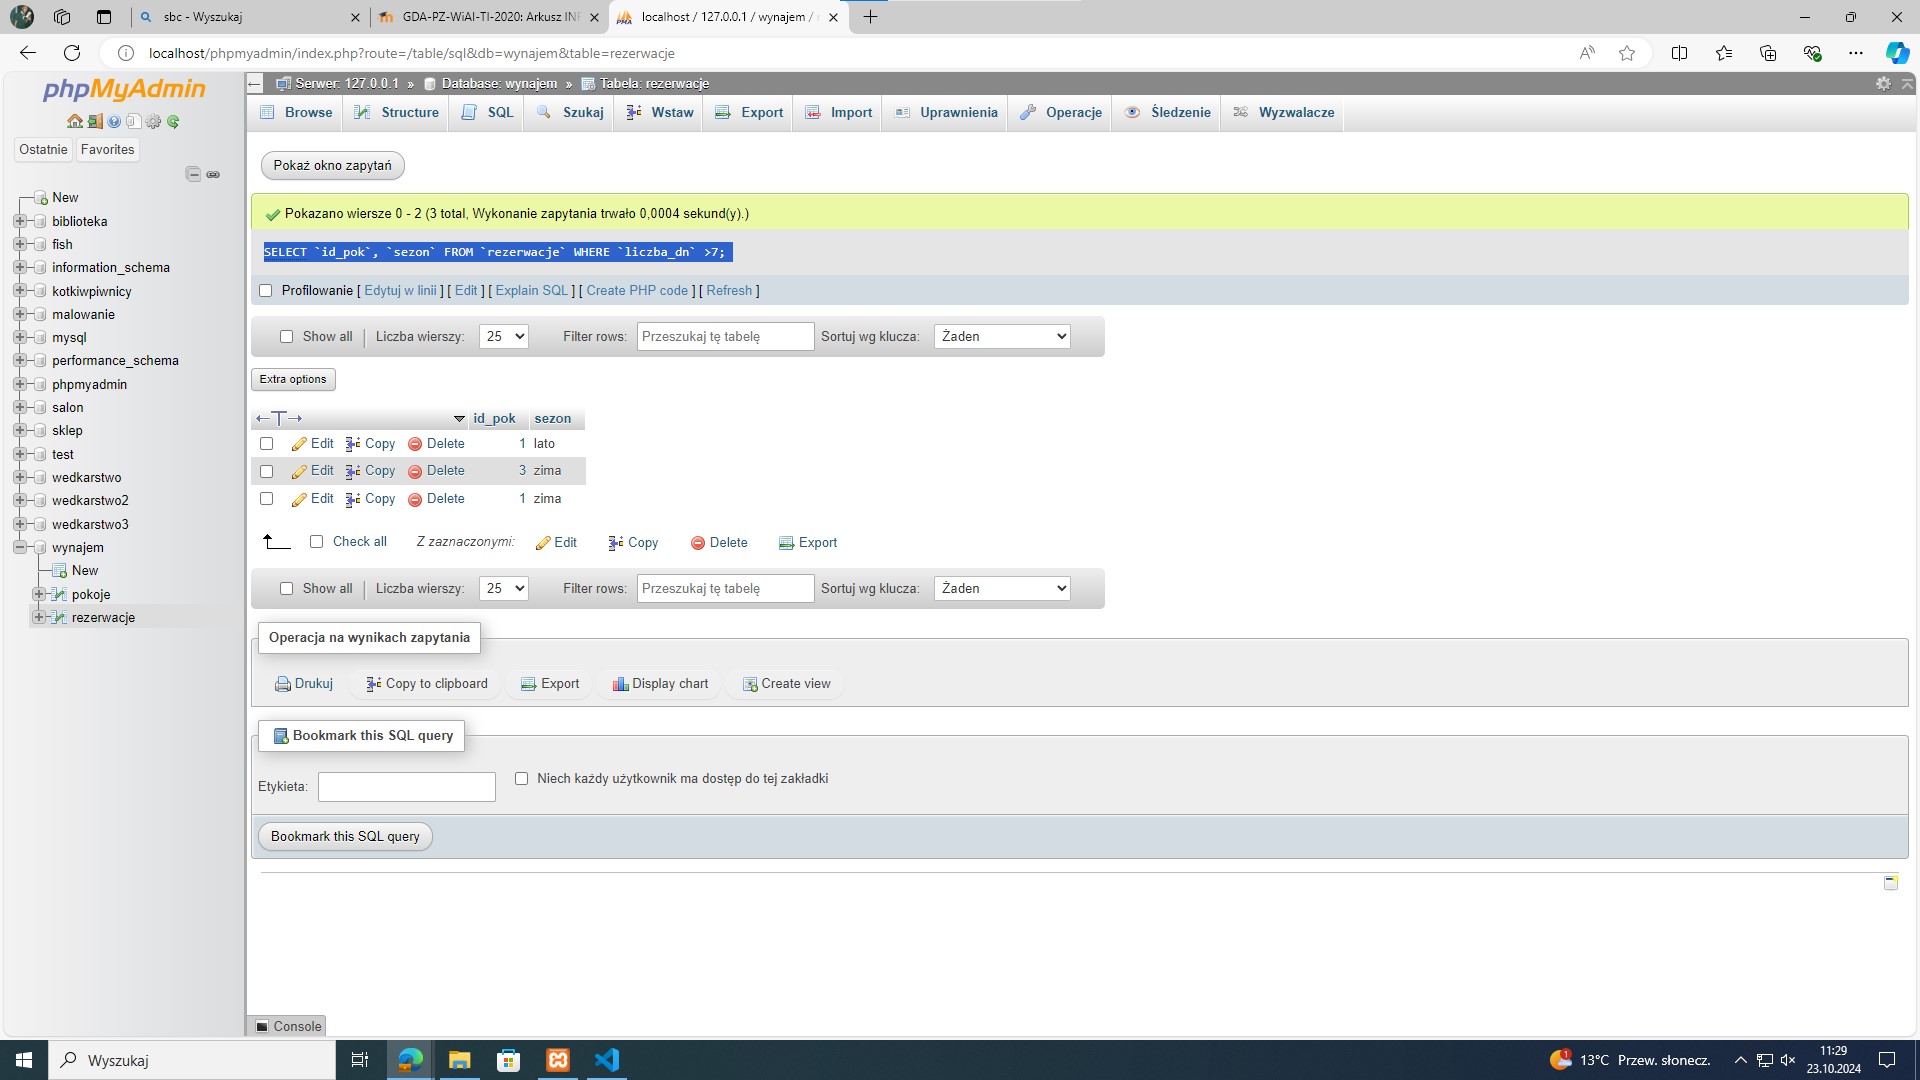 sbc - Wyszukaj
GDA-PZ-WiAI-TI-2020: Arkusz INF
localhost / 127.0.0.1 / wynajem /
localhost/phpmyadmin/index.php?route=/table/sql&db=wynajem&table=rezerwacje
phpMyAdmin
Ostatnie Favorites
New
biblioteka
fish
information_schema
kotkiwpiwnicy
malowanie
mysql
performance_schema
phpmyadmin
salon
sklep
test
wedkarstwo
wedkarstwo2
wedkarstwo3
wynajem
New
pokoje
rezerwacje
Serwer: 127.0.0.1 » Database: wynajem » Tabela: rezerwacje
Browse Structure SQL Szukaj Wstaw Export Import Uprawnienia Operacje Śledzenie Wyzwalacze
Pokaż okno zapytań
Pokazano wiersze 0 - 2 (3 total, Wykonanie zapytania trwało 0,0004 sekund(y).)
SELECT `id_pok`, `sezon` FROM `rezerwacje` WHERE `liczba_dn` >7;
Profilowanie [ Edytuj w linii ] [ Edit ] [ Explain SQL ] [ Create PHP code ] [ Refresh ]
Show all Liczba wierszy: 25 Filter rows: Przeszukaj tę tabelę Sortuj wg klucza: Żaden
Extra options
←T→ id_pok sezon
Edit Copy Delete 1 lato
Edit Copy Delete 3 zima
Edit Copy Delete 1 zima
Check all Z zaznaczonymi: Edit Copy Delete Export
Show all Liczba wierszy: 25 Filter rows: Przeszukaj tę tabelę Sortuj wg klucza: Żaden
Operacja na wynikach zapytania
Drukuj Copy to clipboard Export Display chart Create view
Bookmark this SQL query
Etykieta: Niech każdy użytkownik ma dostęp do tej zakładki
Bookmark this SQL query
Console
Wyszukaj
1 13°C Przew. słonecz.
11:29
23.10.2024